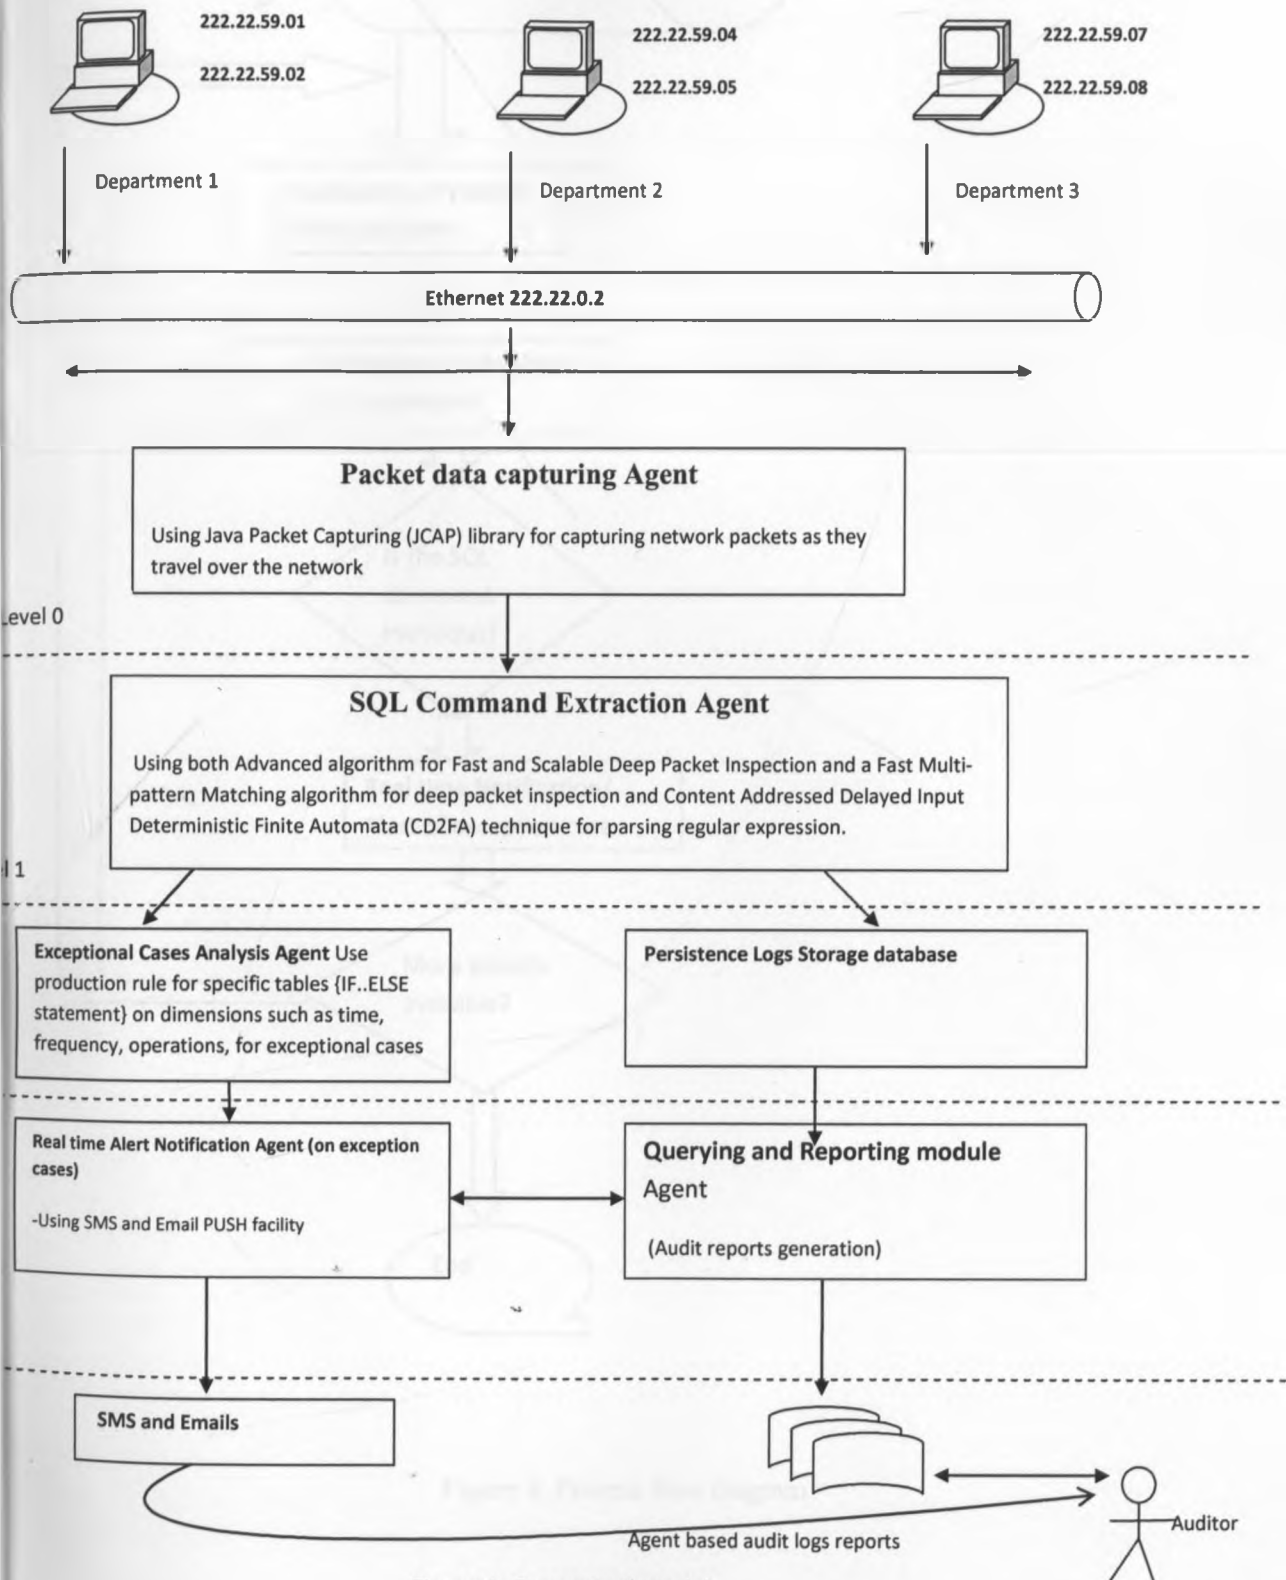 222.22.59.01
222.22.59.02
222.22.59.04
222.22.59.05
222.22.59.07
222.22.59.08
Department 1
Department 2
Department 3
Ethernet 222.22.0.2
Packet data capturing Agent
Using Java Packet Capturing (JCAP) library for capturing network packets as they
travel over the network
Level 0
SQL Command Extraction Agent
Using both Advanced algorithm for Fast and Scalable Deep Packet Inspection and a Fast Multi-
pattern Matching algorithm for deep packet inspection and Content Addressed Delayed Input
Deterministic Finite Automata (CD2FA) technique for parsing regular expression.
l 1
Exceptional Cases Analysis Agent Use
production rule for specific tables {IF..ELSE
statement} on dimensions such as time,
frequency, operations, for exceptional cases
Persistence Logs Storage database
Real time Alert Notification Agent (on exception
cases)
-Using SMS and Email PUSH facility
Querying and Reporting module
Agent
(Audit reports generation)
SMS and Emails
Auditor
Agent based audit logs reports